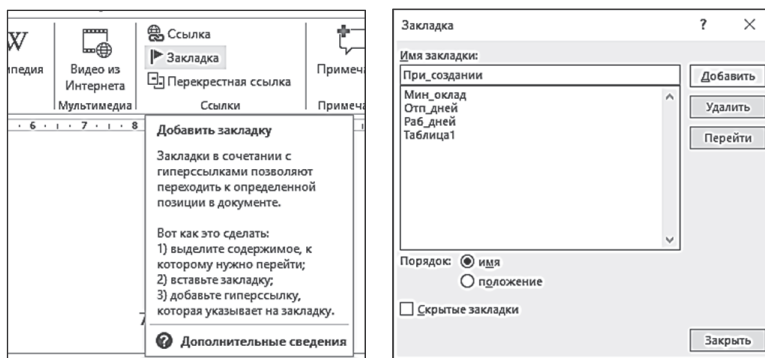 W
Ссылка
Закладка
Перекрестная ссылка
Видео из
Интернета
Мультимедиа
Ссылки
· 6 · ı · 7 · ı · 8
Добавить закладку
Закладки в сочетании с
гиперссылками позволяют
переходить к определенной
позиции в документе.
Вот как это сделать:
1) выделите содержимое, к
которому нужно перейти;
2) вставьте закладку;
3) добавьте гиперссылку,
которая указывает на закладку.
Дополнительные сведения
Закладка ? ×
Имя закладки:
При_создании
Добавить
Мин_оклад
Отп_дней
Раб_дней
Таблица1
Удалить
Перейти
Порядок: имя
положение
Скрытые закладки
Закрыть